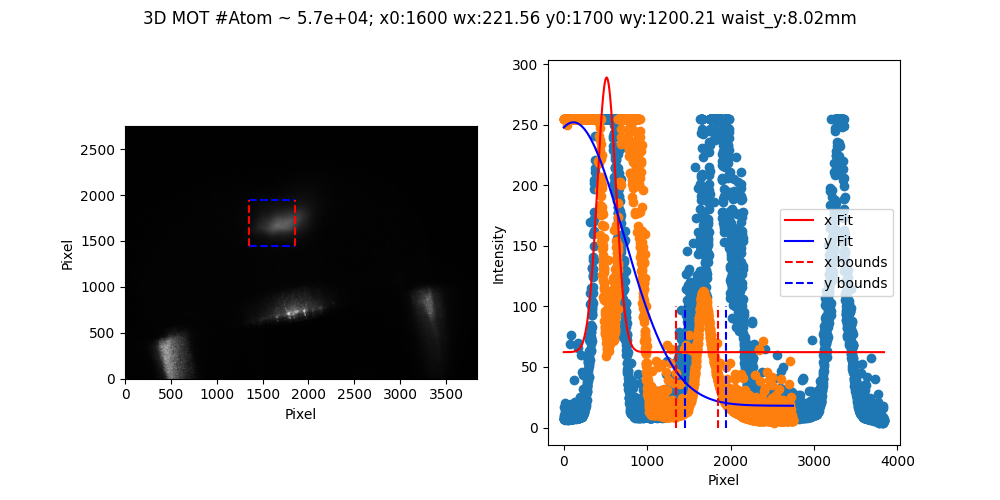 3D MOT #Atom ~ 5.7e+04; x0:1600 wx:221.56 y0:1700 wy:1200.21 waist_y:8.02mm
2500
2000
1500
1000
500
0
Pixel
0 500 1000 1500 2000 2500 3000 3500
Pixel
300
250
200
150
100
50
0
Intensity
x Fit
y Fit
x bounds
y bounds
0 1000 2000 3000 4000
Pixel